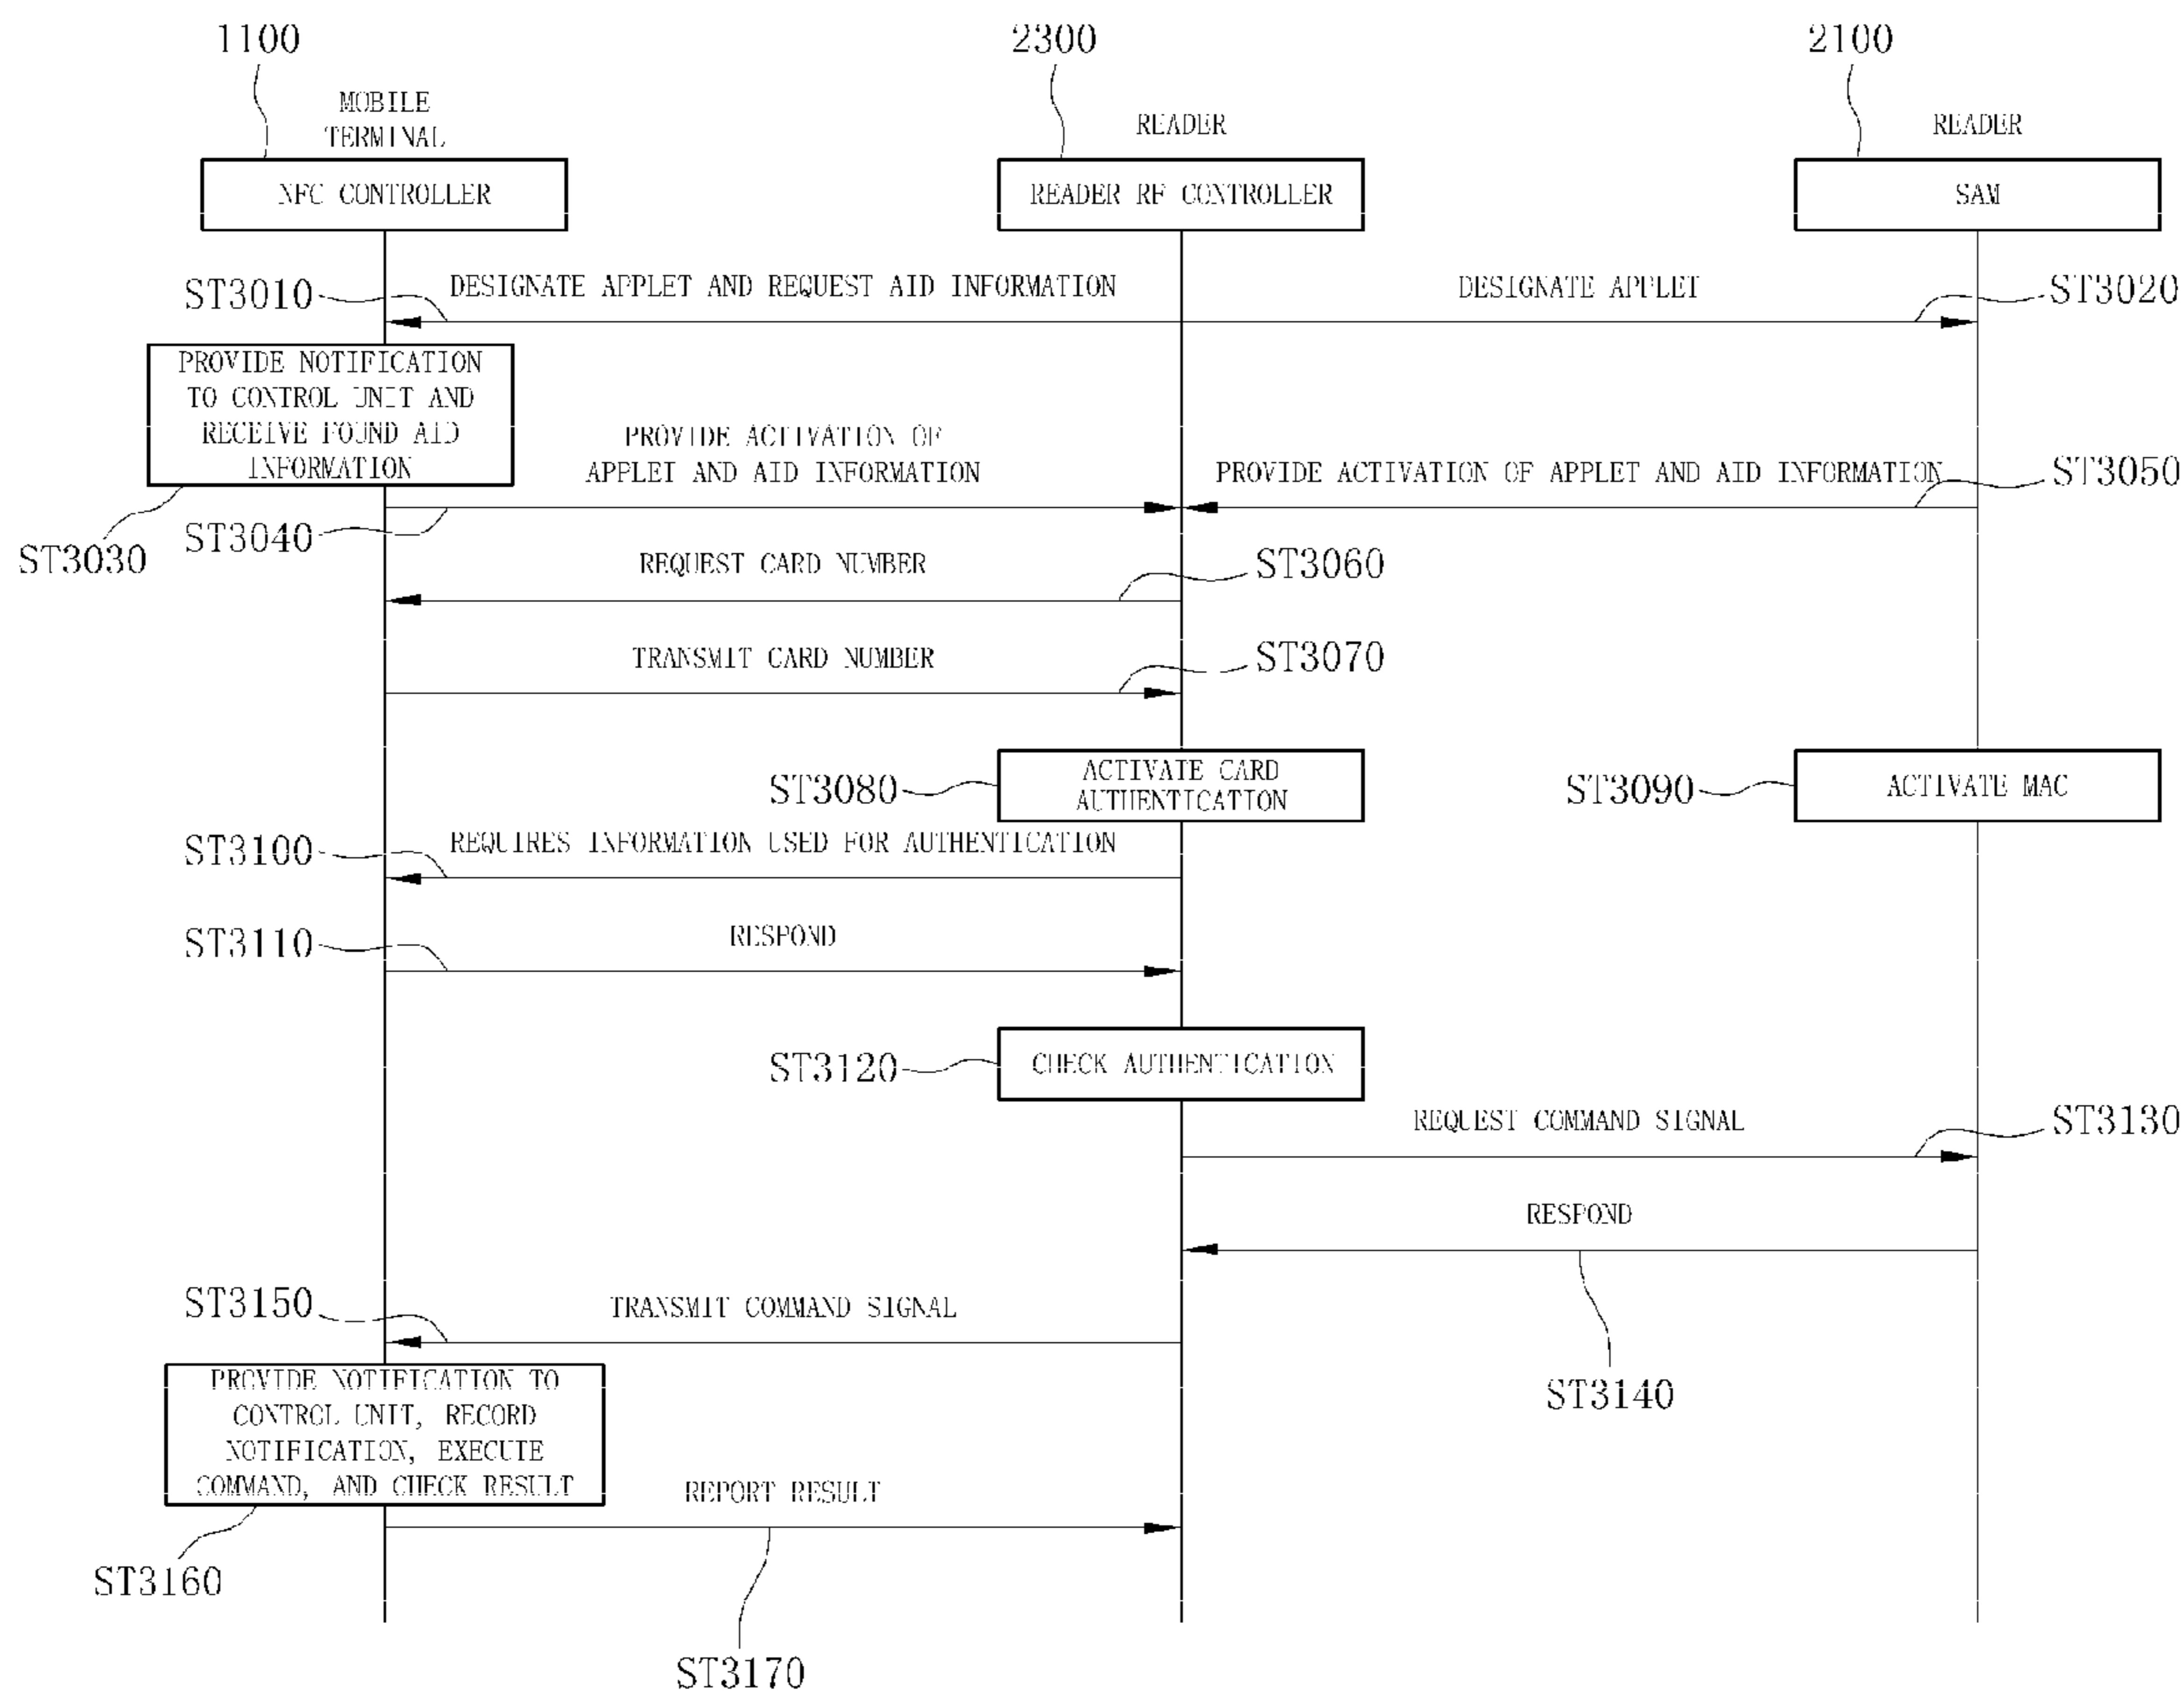 1100
2300
2100
MOBILE
TERMINAL
READER
READER
NFC CONTROLLER
READER RF CONTROLLER
SAM
ST3010
DESIGNATE APPLET AND REQUEST AID INFORMATION
DESIGNATE APPLET
ST3020
PROVIDE NOTIFICATION
TO CONTROL UNIT AND
RECEIVE FOUND AID
INFORMATION
ST3030
PROVIDE ACTIVATION OF
APPLET AND AID INFORMATION
ST3040
PROVIDE ACTIVATION OF APPLET AND AID INFORMATION
ST3050
REQUEST CARD NUMBER
ST3060
TRANSMIT CARD NUMBER
ST3070
ST3080
ACTIVATE CARD
AUTHENTICATION
ST3090
ACTIVATE MAC
ST3100
REQUIRES INFORMATION USED FOR AUTHENTICATION
ST3110
RESPOND
ST3120
CHECK AUTHENTICATION
REQUEST COMMAND SIGNAL
ST3130
RESPOND
ST3140
ST3150
TRANSMIT COMMAND SIGNAL
PROVIDE NOTIFICATION TO
CONTROL UNIT, RECORD
NOTIFICATION, EXECUTE
COMMAND, AND CHECK RESULT
ST3160
REPORT RESULT
ST3170